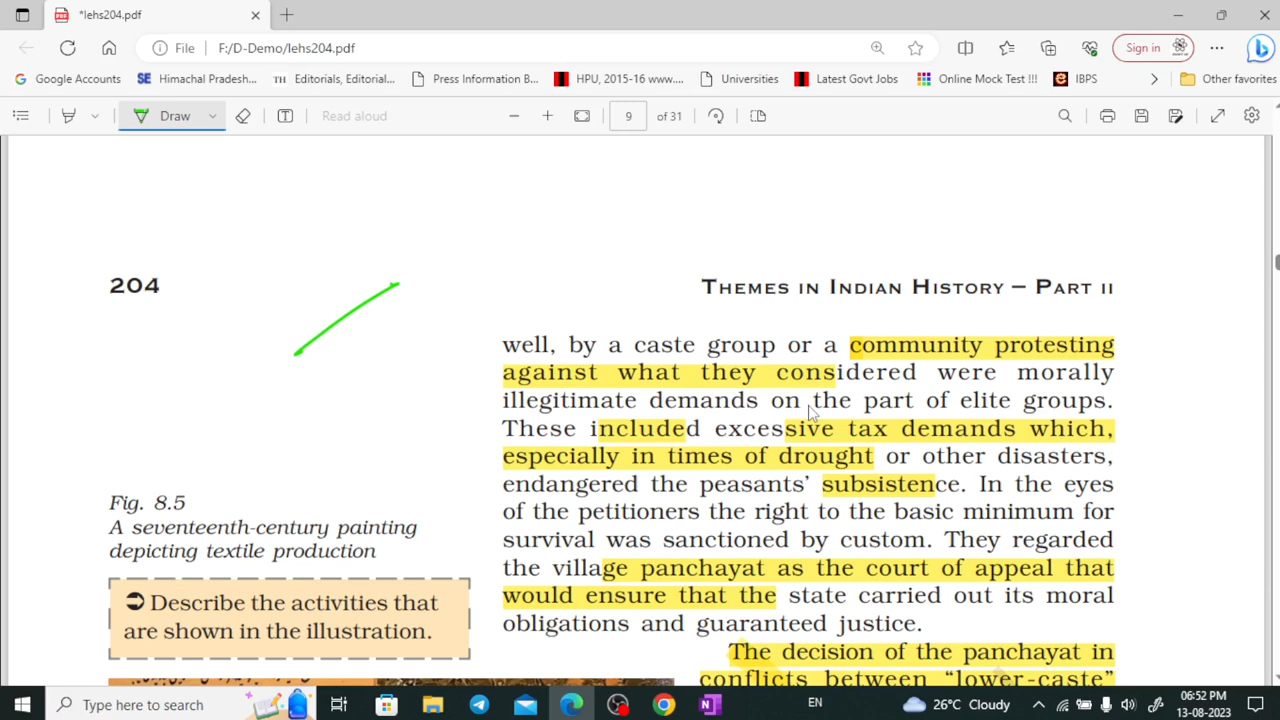 *lehs204.pdf
File F:/D-Demo/lehs204.pdf Sign in
Google Accounts SE Himachal Pradesh... TH Editorials, Editorial... Press Information B... HPU, 2015-16 www.... Universities Latest Govt Jobs Online Mock Test !!! IBPS Other favorites
Draw Read aloud 9 of 31
204 THEMES IN INDIAN HISTORY – PART II
well, by a caste group or a community protesting
against what they considered were morally
illegitimate demands on the part of elite groups.
These included excessive tax demands which,
especially in times of drought or other disasters,
endangered the peasants' subsistence. In the eyes
of the petitioners the right to the basic minimum for
survival was sanctioned by custom. They regarded
the village panchayat as the court of appeal that
would ensure that the state carried out its moral
obligations and guaranteed justice.
The decision of the panchayat in
conflicts between "lower-caste"
Fig. 8.5
A seventeenth-century painting
depicting textile production
Describe the activities that
are shown in the illustration.
Type here to search EN 26°C Cloudy 06:52 PM
13-08-2023